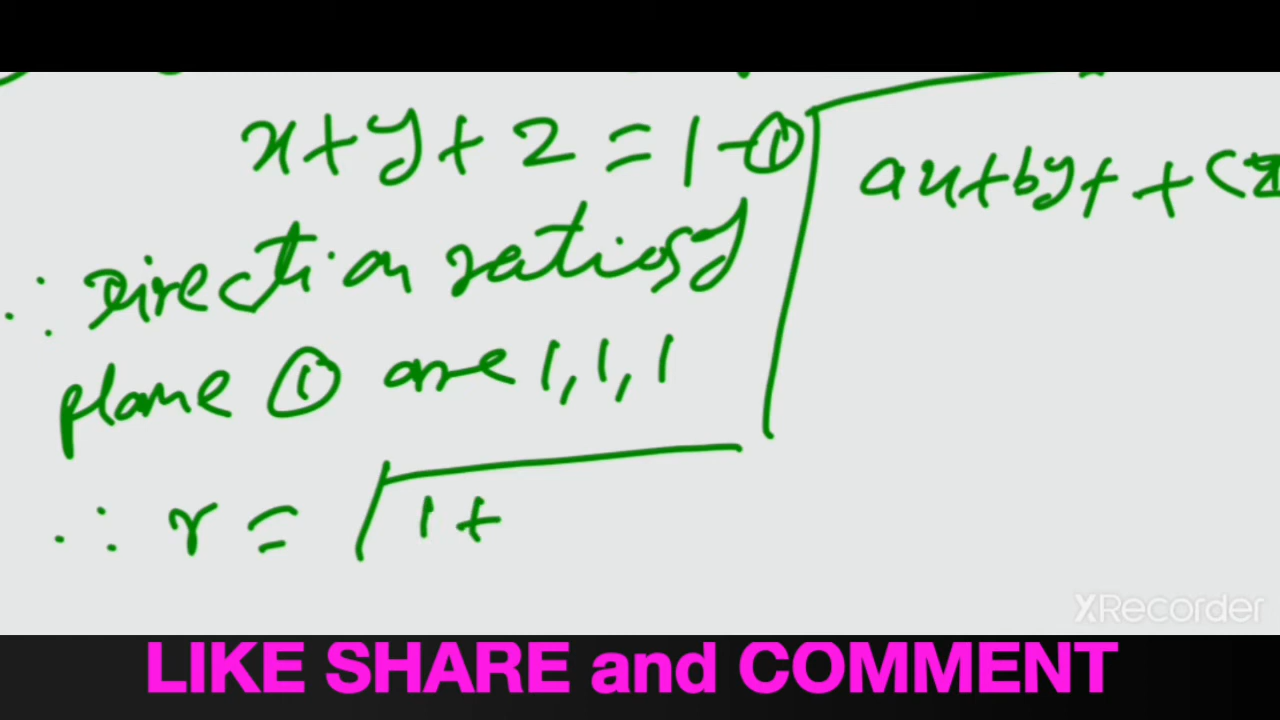 x+y+z=1-①
ax+by+ +cz
∴ Direction ratios of
plane ① are 1,1,1
∴ r = √1+
XRecorder
LIKE SHARE and COMMENT